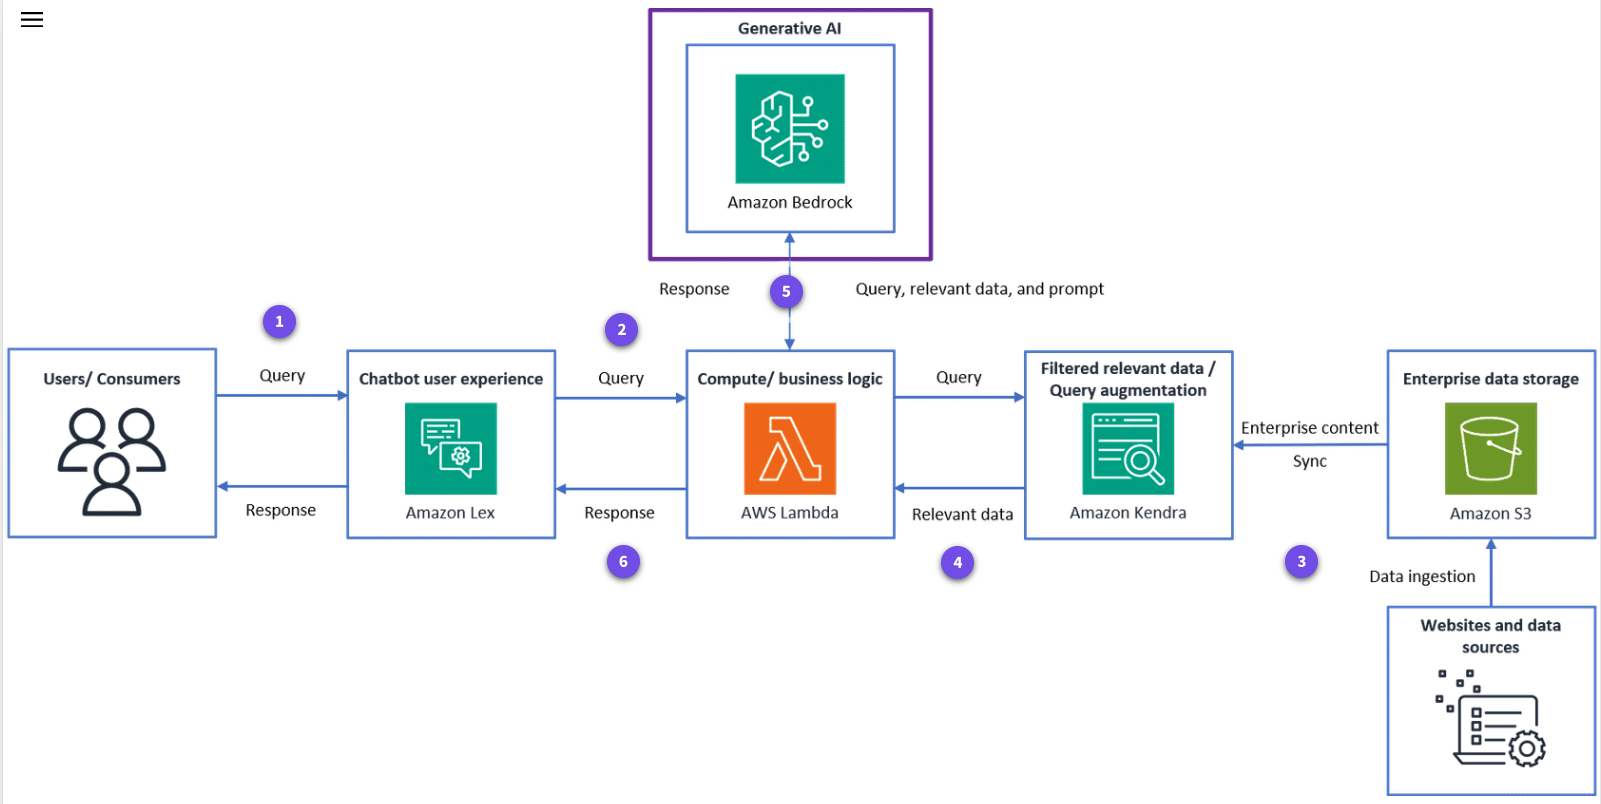 Generative AI
Amazon Bedrock
Response
5
Query, relevant data, and prompt
1
2
Users/ Consumers
Query
Response
Chatbot user experience
Amazon Lex
Query
Response
6
Compute/ business logic
AWS Lambda
Query
Relevant data
4
Filtered relevant data /
Query augmentation
Amazon Kendra
Enterprise content
Sync
3
Enterprise data storage
Amazon S3
Data ingestion
Websites and data
sources